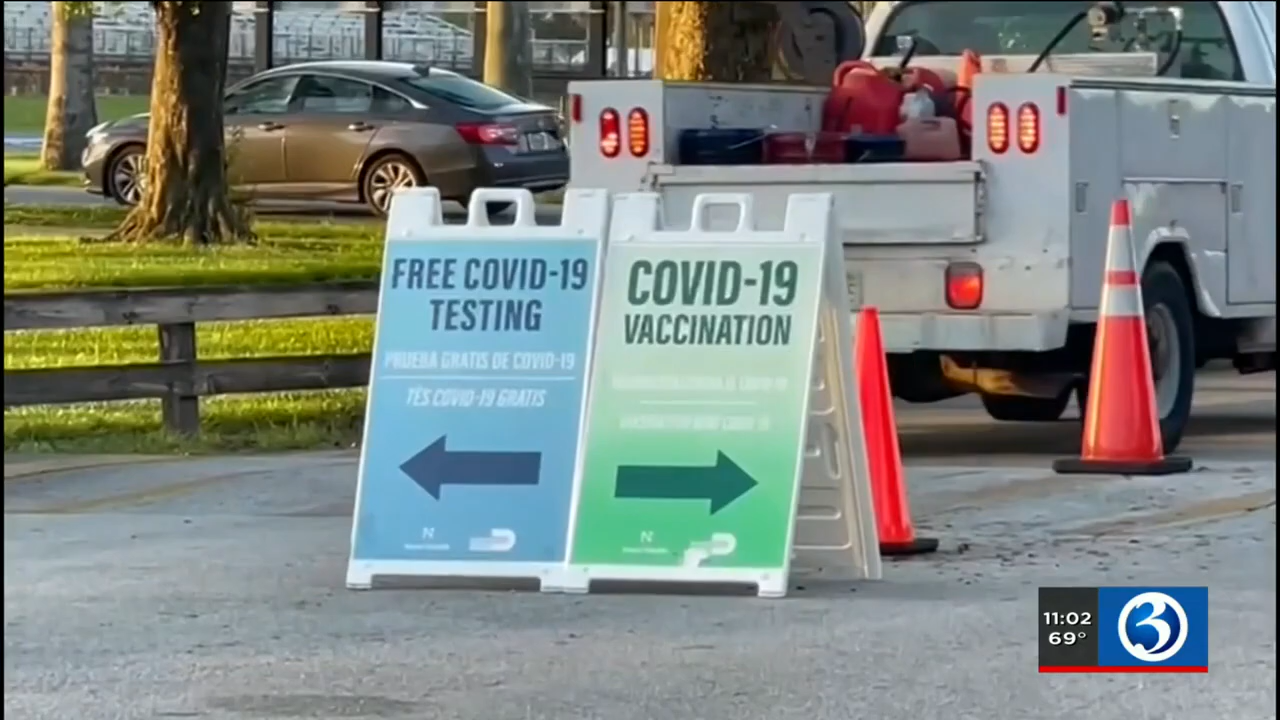 FREE COVID-19
TESTING
PRUEBA GRATIS DE COVID-19
TÈS COVID-19 GRATIS
COVID-19
VACCINATION
N
N
11:02
69°
3